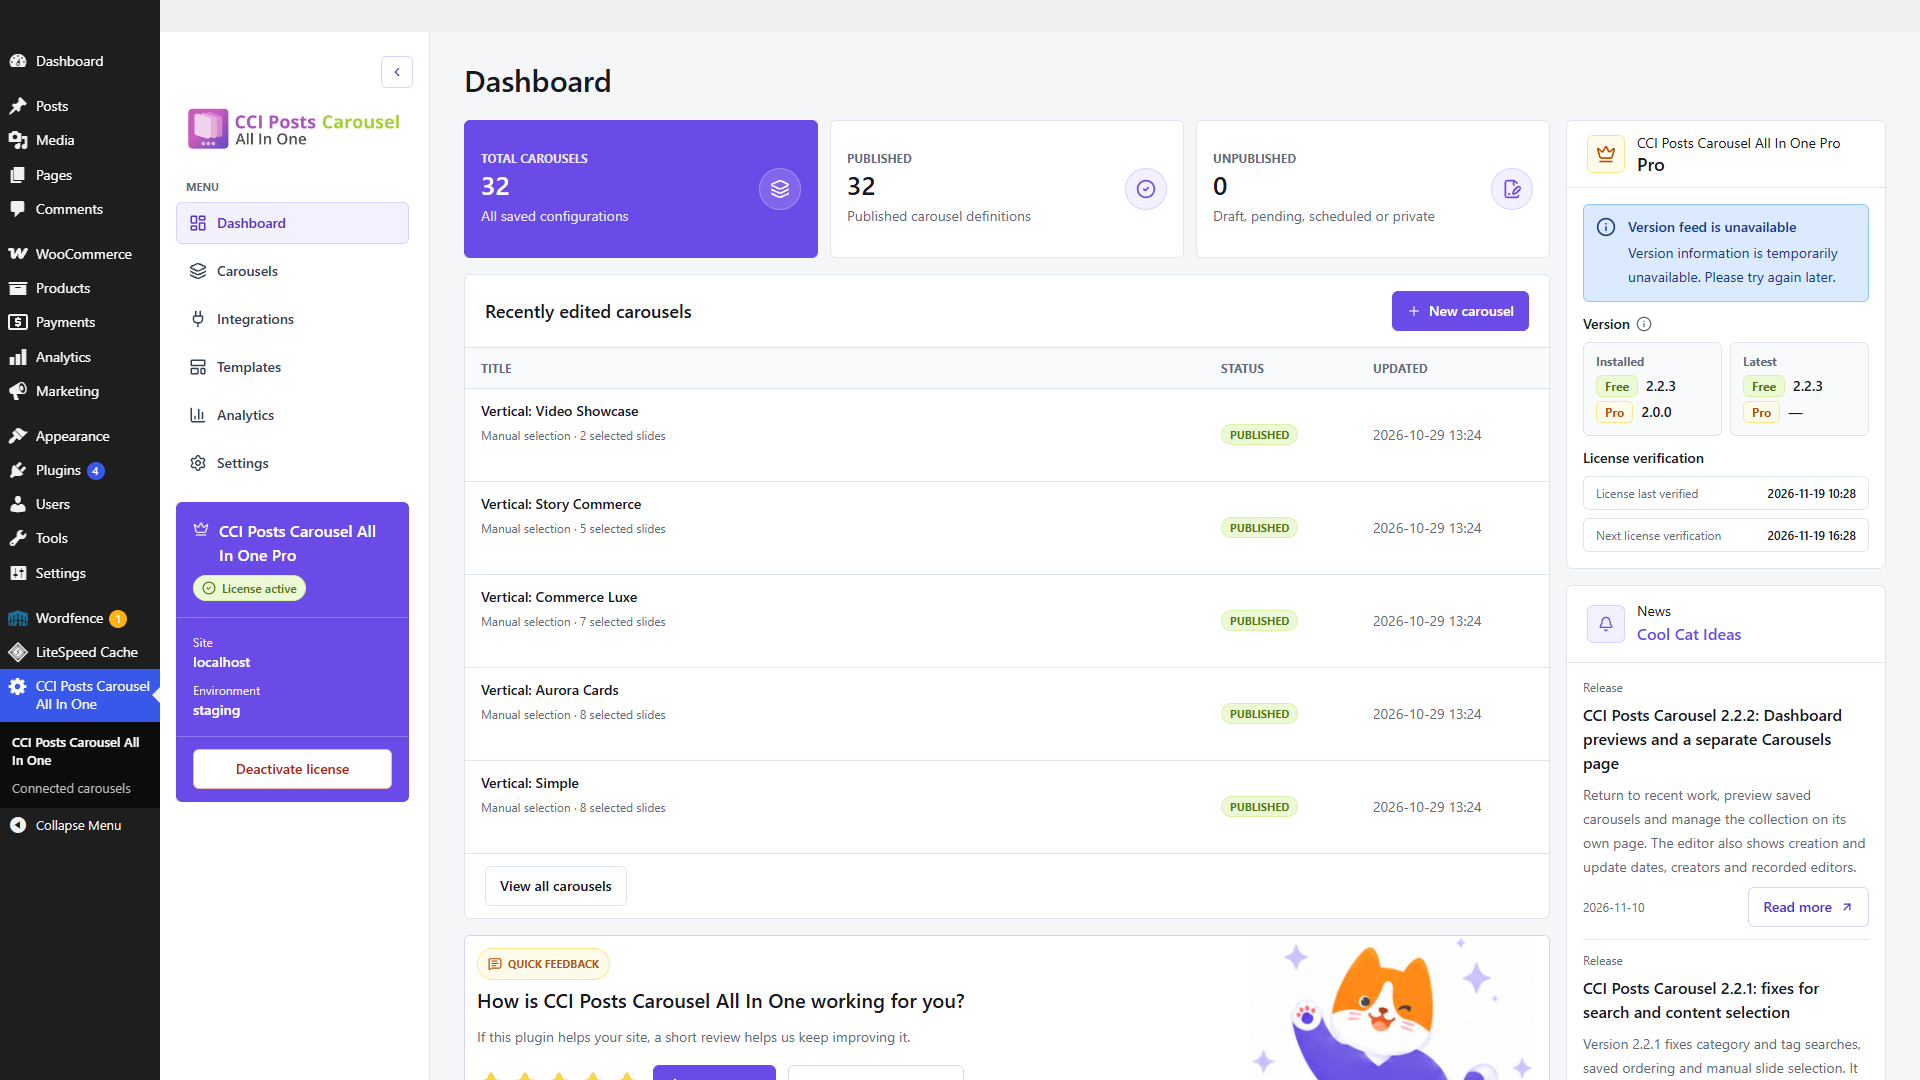 Dashboard
Posts
Media
Pages
Comments
WooCommerce
Products
Payments
Analytics
Marketing
Appearance
Plugins 4
Users
Tools
Settings
Wordfence 1
LiteSpeed Cache
CCI Posts Carousel
All In One
CCI Posts Carousel All
In One
Connected carousels
Collapse Menu
CCI Posts Carousel
All In One
MENU
Dashboard
Carousels
Integrations
Templates
Analytics
Settings
CCI Posts Carousel All
In One Pro
License active
Site
localhost
Environment
staging
Deactivate license
Dashboard
TOTAL CAROUSELS
32
All saved configurations
PUBLISHED
32
Published carousel definitions
UNPUBLISHED
0
Draft, pending, scheduled or private
Recently edited carousels
+ New carousel
TITLE STATUS UPDATED
Vertical: Video Showcase
Manual selection · 2 selected slides
PUBLISHED
2026-10-29 13:24
Vertical: Story Commerce
Manual selection · 5 selected slides
PUBLISHED
2026-10-29 13:24
Vertical: Commerce Luxe
Manual selection · 7 selected slides
PUBLISHED
2026-10-29 13:24
Vertical: Aurora Cards
Manual selection · 8 selected slides
PUBLISHED
2026-10-29 13:24
Vertical: Simple
Manual selection · 8 selected slides
PUBLISHED
2026-10-29 13:24
View all carousels
QUICK FEEDBACK
How is CCI Posts Carousel All In One working for you?
If this plugin helps your site, a short review helps us keep improving it.
CCI Posts Carousel All In One Pro
Pro
Version feed is unavailable
Version information is temporarily
unavailable. Please try again later.
Version
Installed
Free 2.2.3
Pro 2.0.0
Latest
Free 2.2.3
Pro —
License verification
License last verified 2026-11-19 10:28
Next license verification 2026-11-19 16:28
News
Cool Cat Ideas
Release
CCI Posts Carousel 2.2.2: Dashboard
previews and a separate Carousels
page
Return to recent work, preview saved
carousels and manage the collection on its
own page. The editor also shows creation and
update dates, creators and recorded editors.
2026-11-10
Read more
Release
CCI Posts Carousel 2.2.1: fixes for
search and content selection
Version 2.2.1 fixes category and tag searches,
saved ordering and manual slide selection. It